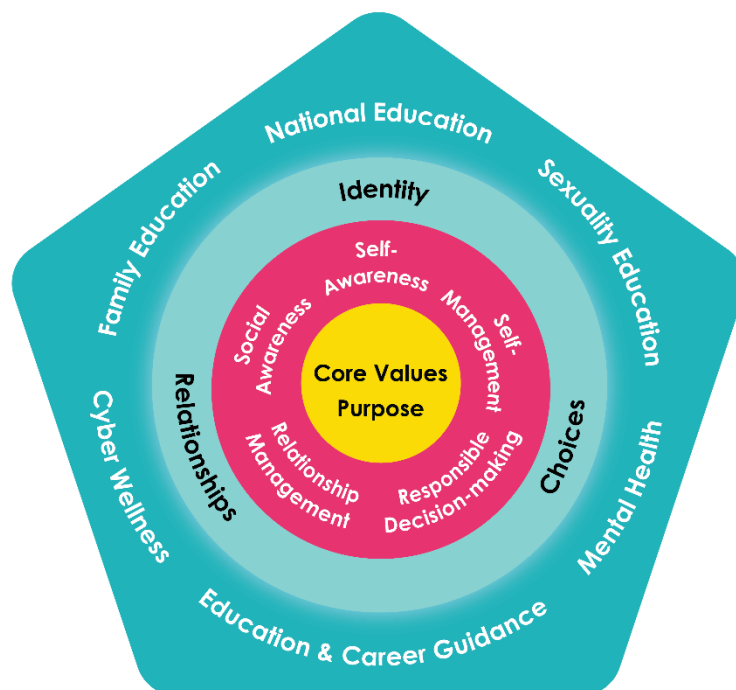 National Education
Sexuality Education
Mental Health
Education & Career Guidance
Cyber Wellness
Family Education
Identity
Choices
Relationships
Self-
Awareness
Self-
Management
Responsible
Decision-making
Relationship
Management
Social
Awareness
Core Values
Purpose